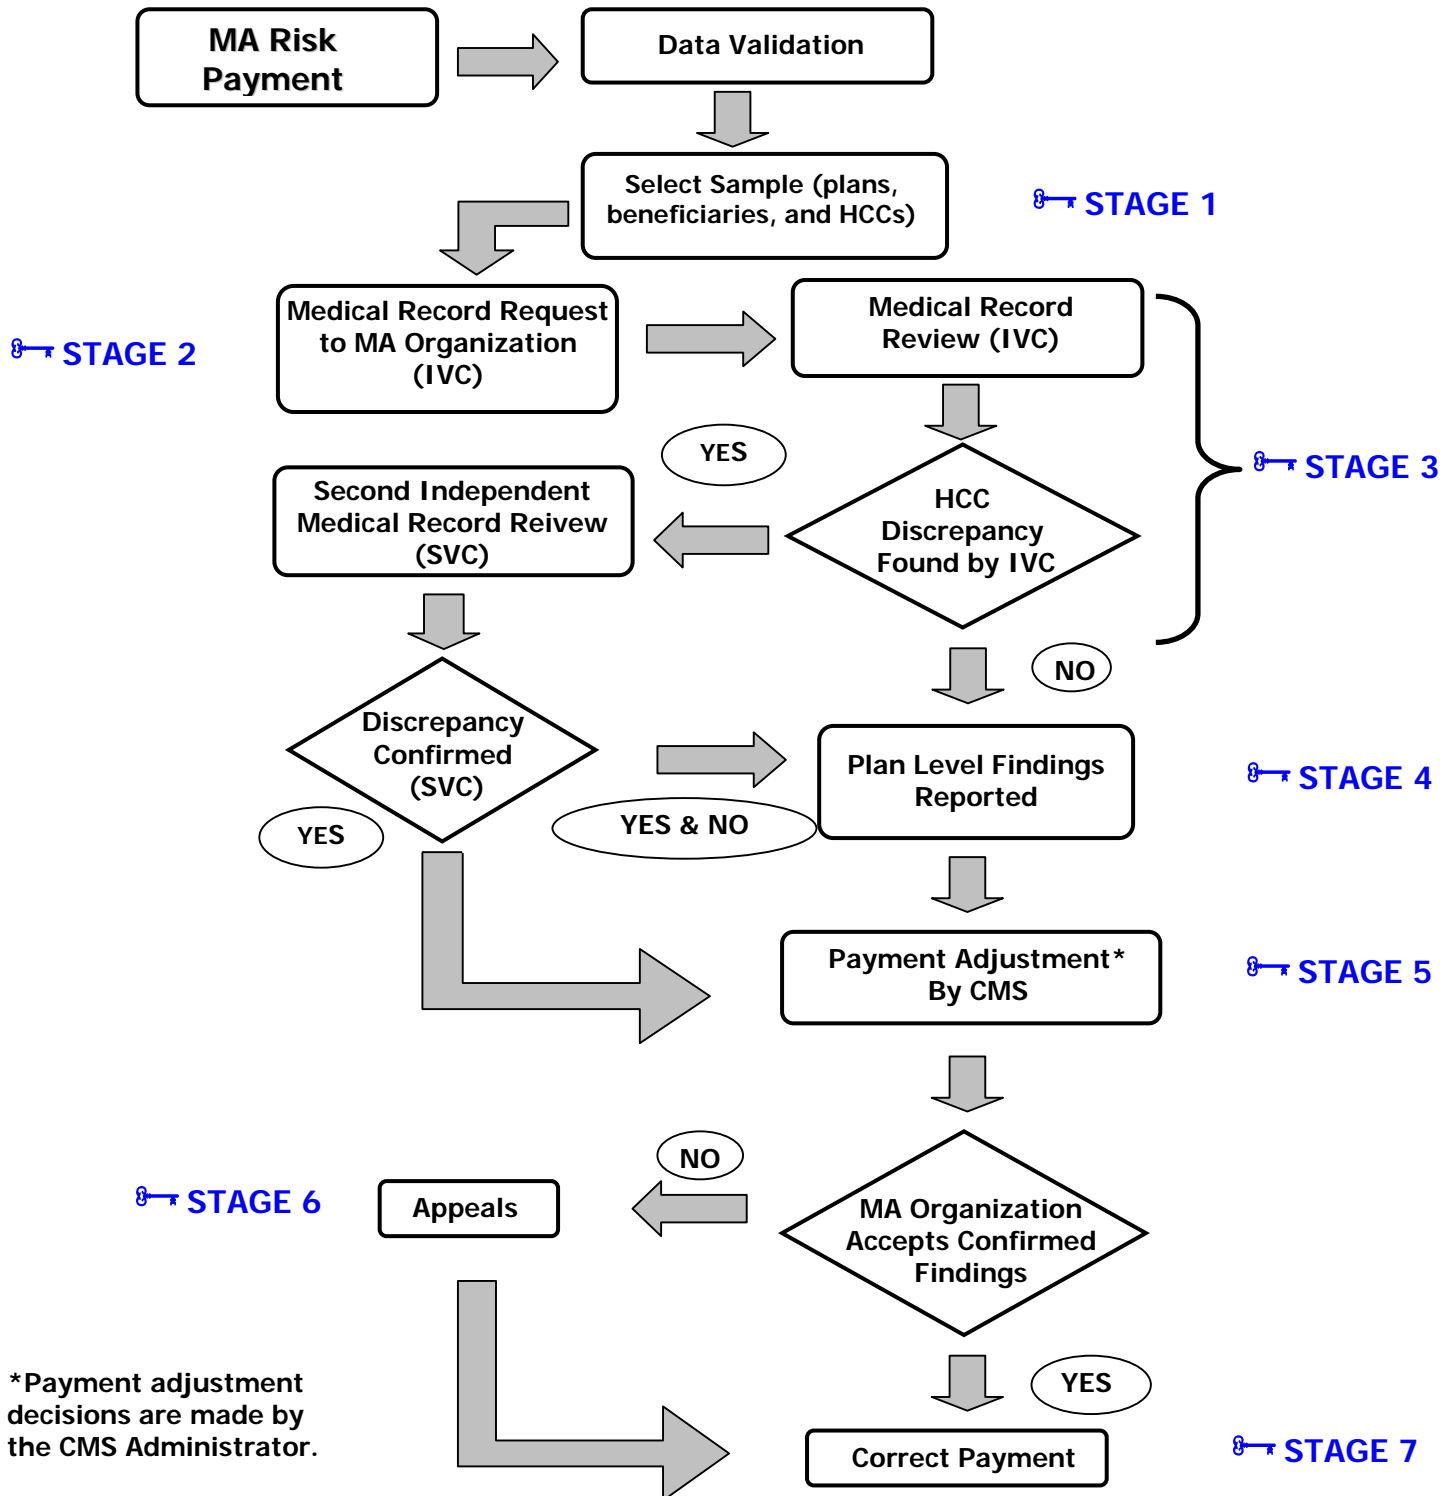 MA Risk
Payment
Data Validation
Select Sample (plans,
beneficiaries, and HCCs)
STAGE 1
Medical Record Request
to MA Organization
(IVC)
STAGE 2
Medical Record
Review (IVC)
YES
HCC
Discrepancy
Found by IVC
STAGE 3
Second Independent
Medical Record Reivew
(SVC)
NO
Discrepancy
Confirmed
(SVC)
YES
YES & NO
Plan Level Findings
Reported
STAGE 4
Payment Adjustment*
By CMS
STAGE 5
NO
MA Organization
Accepts Confirmed
Findings
Appeals
STAGE 6
YES
Correct Payment
STAGE 7
*Payment adjustment
decisions are made by
the CMS Administrator.